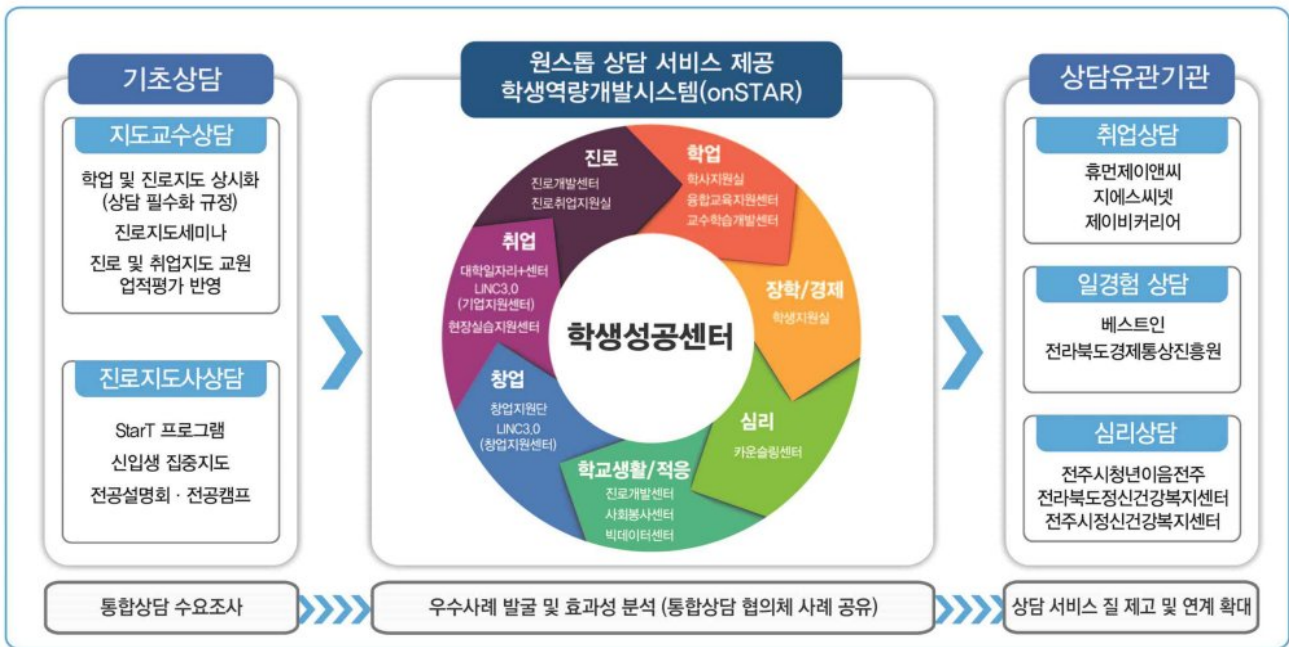 기초상담
지도교수상담
학업 및 진로지도 상시화
(상담 필수화 규정)
진로지도세미나
진로 및 취업지도 교원
업적평가 반영
진로지도사상담
StarT 프로그램
신입생 집중지도
전공설명회 · 전공캠프
원스톱 상담 서비스 제공
학생역량개발시스템(onSTAR)
진로
진로개발센터
진로취업지원실
학업
학사지원실
융합교육지원센터
교수학습개발센터
장학/경제
학생지원실
심리
카운슬링센터
학교생활/적응
진로개발센터
사회봉사센터
빅데이터센터
창업
창업지원단
LINC3.0
(창업지원센터)
취업
대학일자리+센터
LINC3.0
(기업지원센터)
현장실습지원센터
학생성공센터
상담유관기관
취업상담
휴먼제이앤씨
지에스씨넷
제이비커리어
일경험 상담
베스트인
전라북도경제통상진흥원
심리상담
전주시청년이음전주
전라북도정신건강복지센터
전주시정신건강복지센터
통합상담 수요조사
우수사례 발굴 및 효과성 분석 (통합상담 협의체 사례 공유)
상담 서비스 질 제고 및 연계 확대